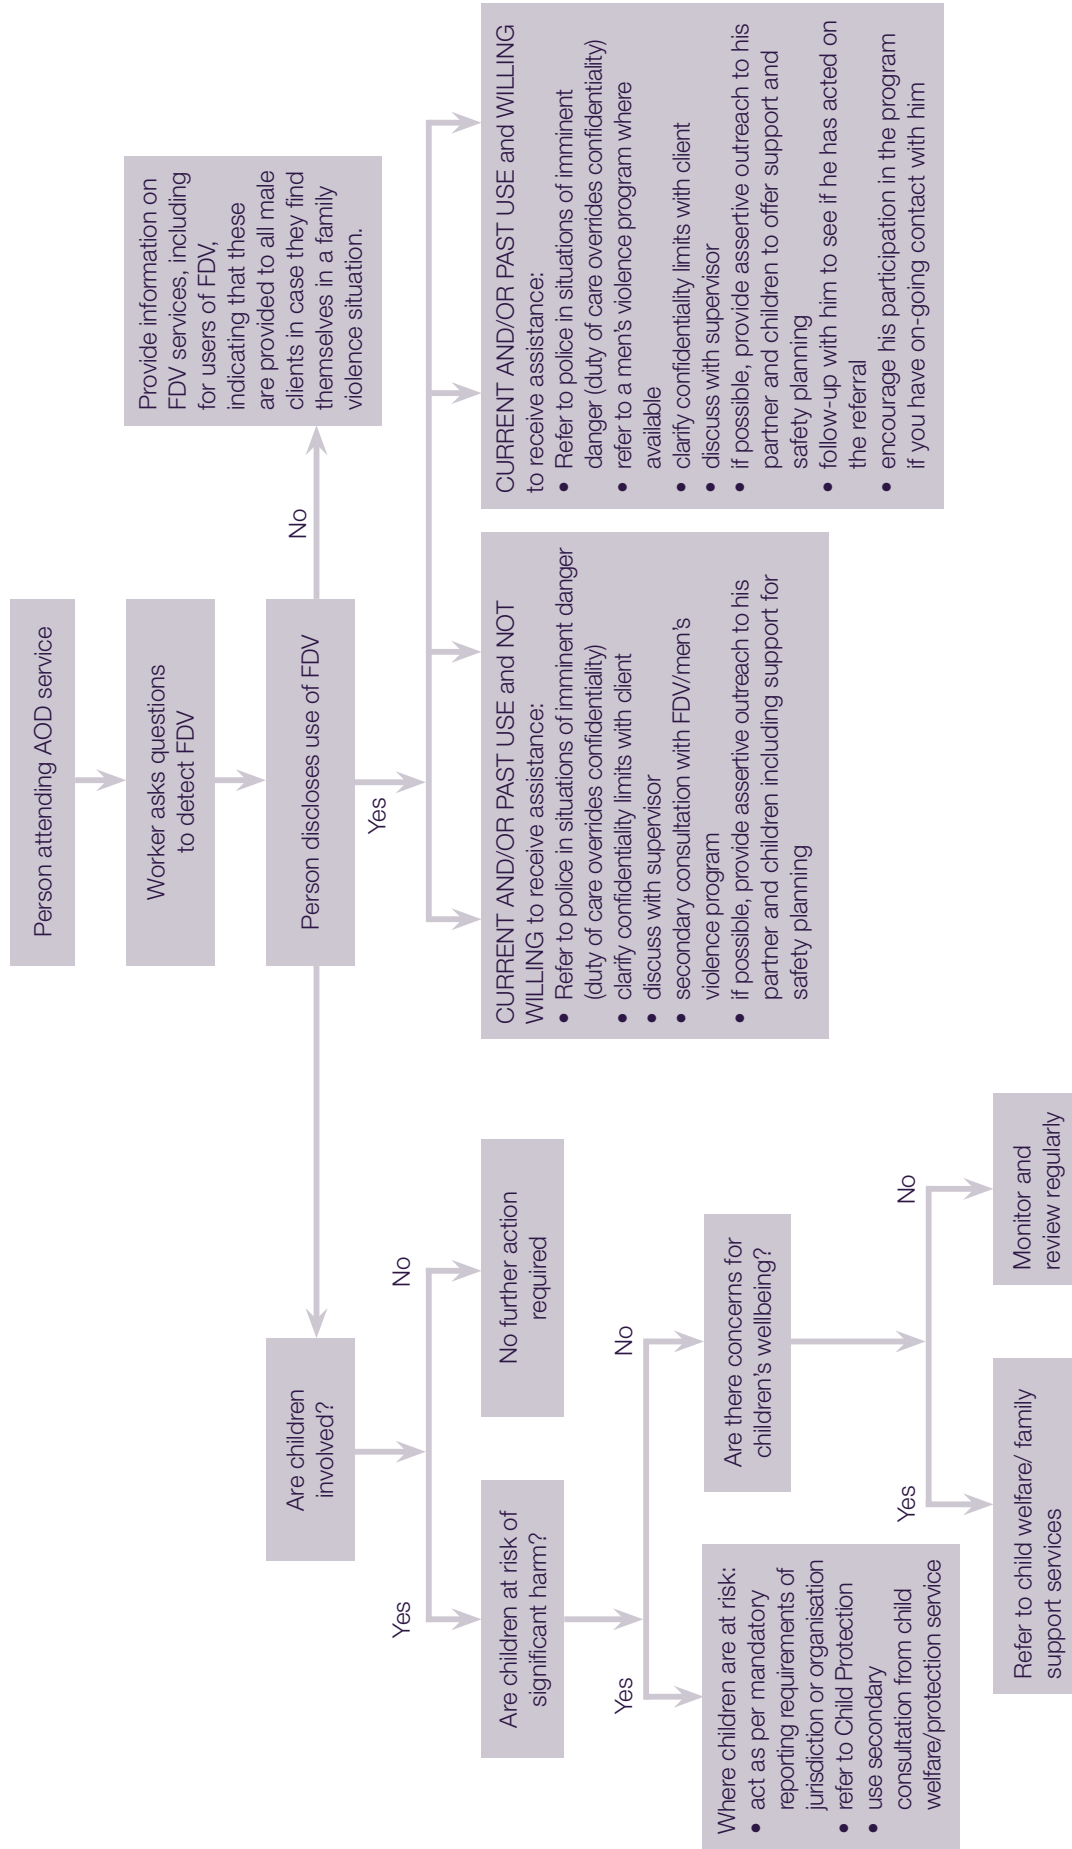 Person attending AOD service
Worker asks questions
to detect FDV
Person discloses use of FDV
No
Provide information on
FDV services, including
for users of FDV,
indicating that these
are provided to all male
clients in case they find
themselves in a family
violence situation.
Yes
CURRENT AND/OR PAST USE and NOT
WILLING to receive assistance:
• Refer to police in situations of imminent danger
(duty of care overrides confidentiality)
• clarify confidentiality limits with client
• discuss with supervisor
• secondary consultation with FDV/men's
violence program
• if possible, provide assertive outreach to his
partner and children including support for
safety planning
CURRENT AND/OR PAST USE and WILLING
to receive assistance:
• Refer to police in situations of imminent
danger (duty of care overrides confidentiality)
• refer to a men's violence program where
available
• clarify confidentiality limits with client
• discuss with supervisor
• if possible, provide assertive outreach to his
partner and children to offer support and
safety planning
• follow-up with him to see if he has acted on
the referral
• encourage his participation in the program
if you have on-going contact with him
Are children
involved?
Yes
No
Are children at risk of
significant harm?
No further action
required
Yes
No
Where children are at risk:
• act as per mandatory
reporting requirements of
jurisdiction or organisation
• refer to Child Protection
• use secondary
consultation from child
welfare/protection service
Are there concerns for
children's wellbeing?
Yes
No
Refer to child welfare/ family
support services
Monitor and
review regularly